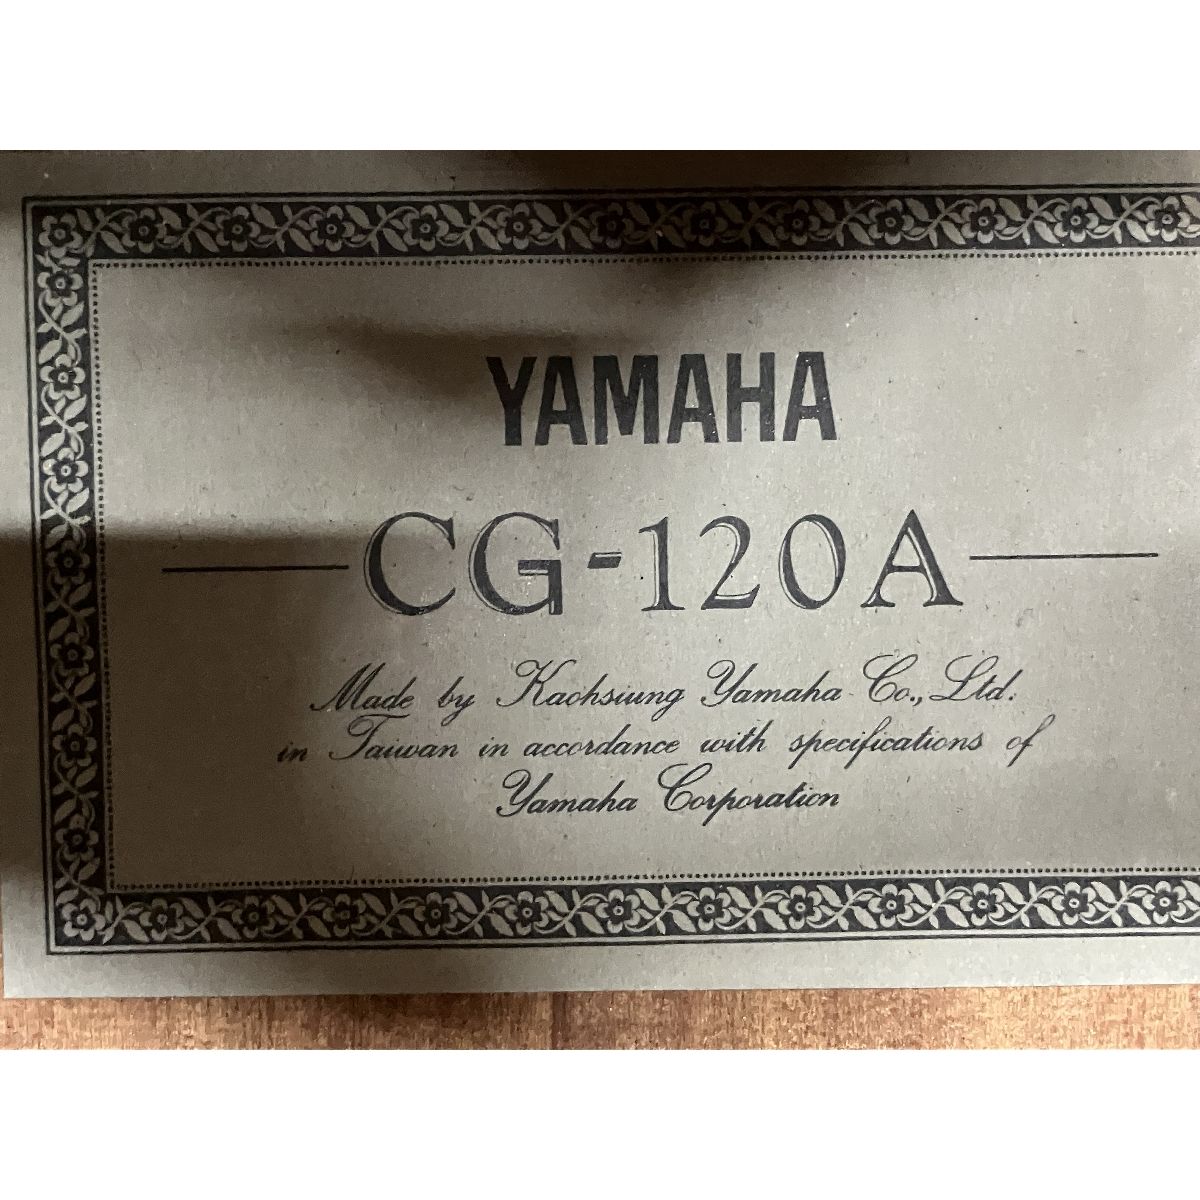 YAMAHA
CG-120A
Made by Kaohsiung Yamaha Co., Ltd.
in Taiwan in accordance with specifications of
Yamaha Corporation